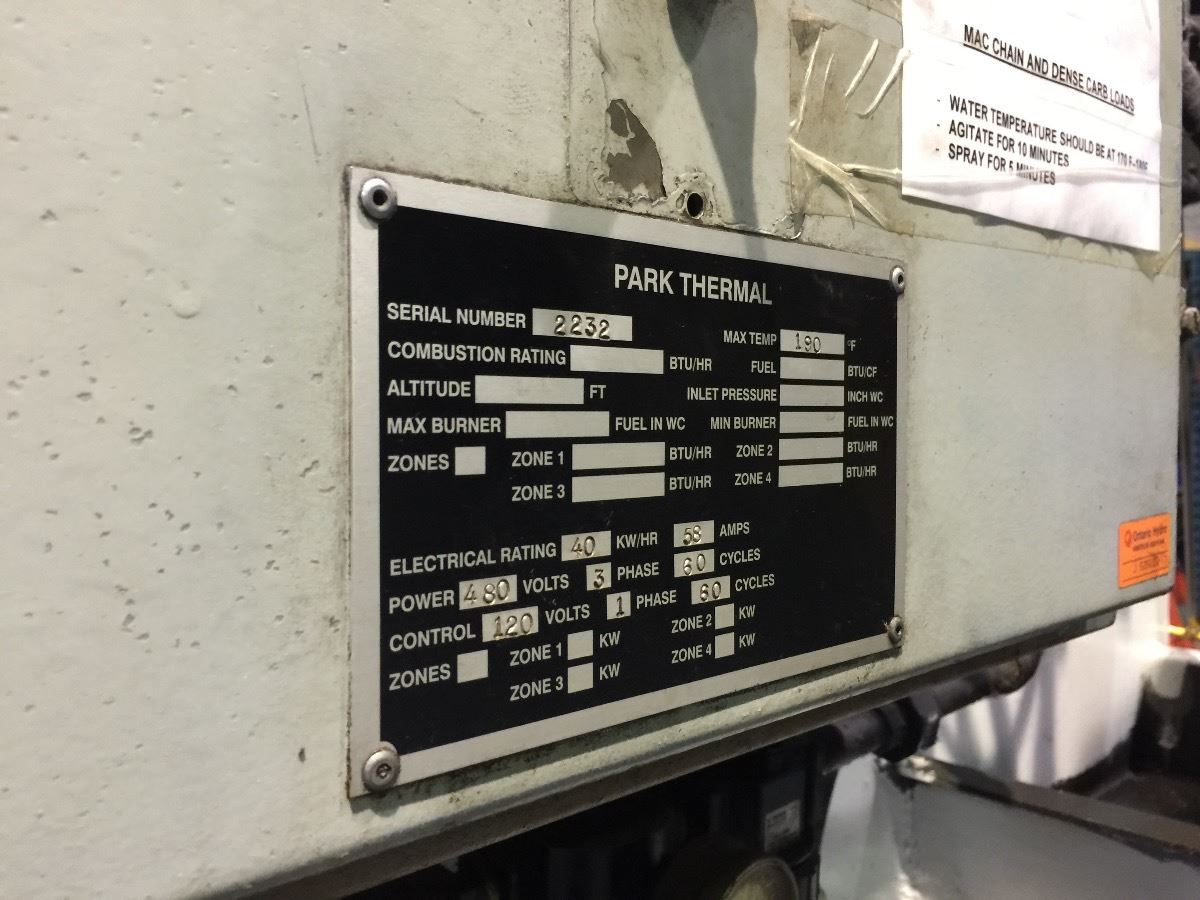 MAC CHAIN AND DENSE CARB LOADS
- WATER TEMPERATURE SHOULD BE AT 170 F-180F
- AGITATE FOR 10 MINUTES
- SPRAY FOR 5 MINUTES
PARK THERMAL
SERIAL NUMBER 2232 MAX TEMP 190 °F
COMBUSTION RATING BTU/HR FUEL BTU/CF
ALTITUDE FT INLET PRESSURE INCH WC
MAX BURNER FUEL IN WC MIN BURNER FUEL IN WC
ZONES ZONE 1 BTU/HR ZONE 2 BTU/HR
ZONE 3 BTU/HR ZONE 4 BTU/HR
ELECTRICAL RATING 40 KW/HR 58 AMPS
POWER 480 VOLTS 3 PHASE 60 CYCLES
CONTROL 120 VOLTS 1 PHASE 60 CYCLES
ZONES ZONE 1 KW ZONE 2 KW
ZONE 3 KW ZONE 4 KW
Ontario Hydro